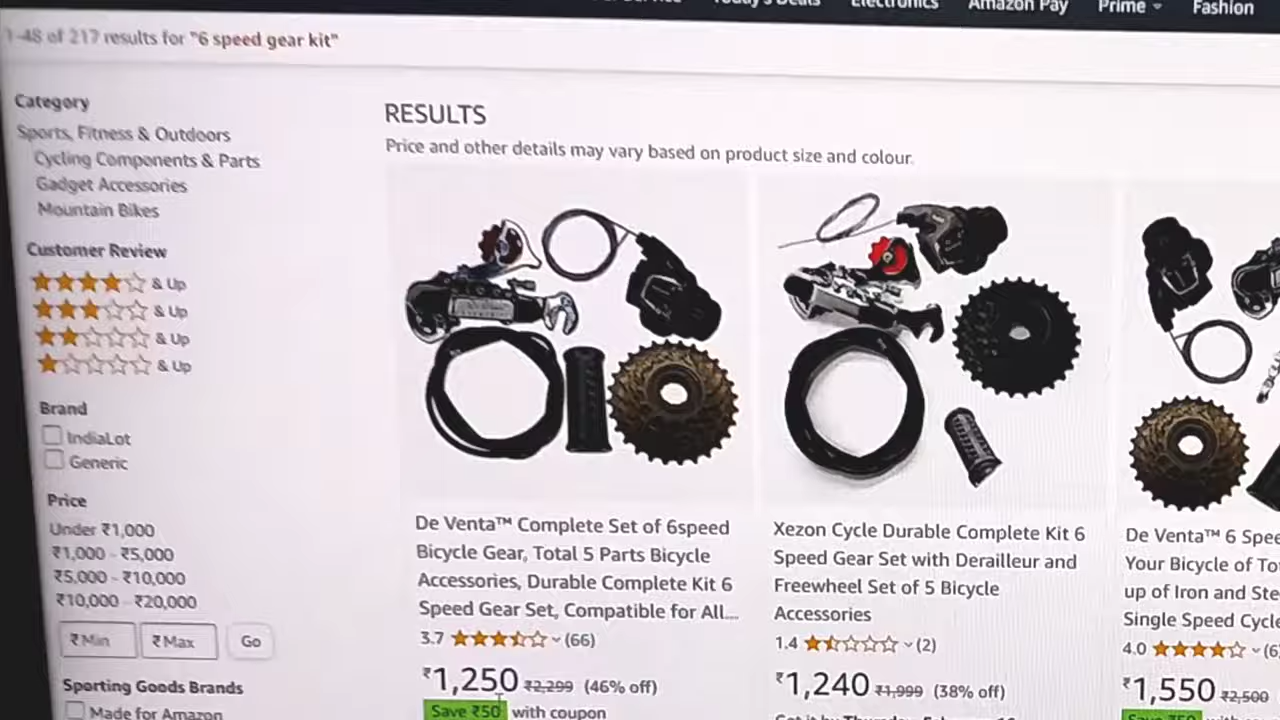 Today's Deals Electronics Amazon Pay Prime Fashion
1-48 of 217 results for "6 speed gear kit"
Category
Sports, Fitness & Outdoors
Cycling Components & Parts
Gadget Accessories
Mountain Bikes
Customer Review
& Up
& Up
& Up
& Up
Brand
IndiaLot
Generic
Price
Under ₹1,000
₹1,000 - ₹5,000
₹5,000 - ₹10,000
₹10,000 - ₹20,000
₹Min ₹Max Go
Sporting Goods Brands
Made for Amazon
RESULTS
Price and other details may vary based on product size and colour.
De Venta™ Complete Set of 6speed
Bicycle Gear, Total 5 Parts Bicycle
Accessories, Durable Complete Kit 6
Speed Gear Set, Compatible for All...
3.7 (66)
₹1,250 ₹2,299 (46% off)
Save ₹50 with coupon
Xezon Cycle Durable Complete Kit 6
Speed Gear Set with Derailleur and
Freewheel Set of 5 Bicycle
Accessories
1.4 (2)
₹1,240 ₹1,999 (38% off)
De Venta™ 6 Spee
Your Bicycle of To
up of Iron and Ste
Single Speed Cycle
4.0 (6
₹1,550 ₹2,500